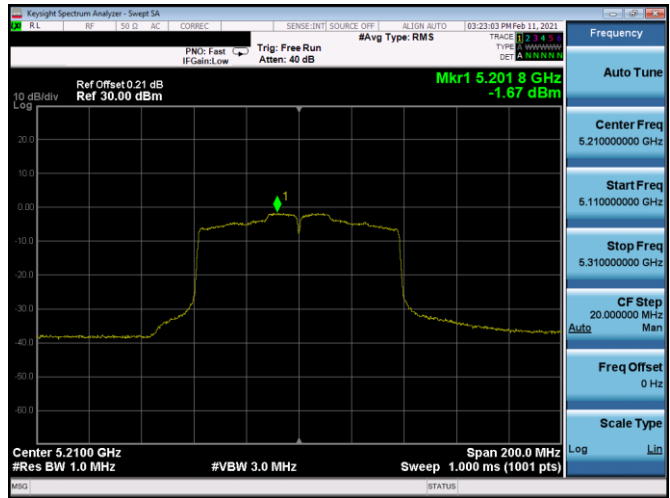 Keysight Spectrum Analyzer - Swept SA
RL RF 50 Ω AC CORREC SENSE:INT SOURCE OFF ALIGN AUTO 03:23:03 PM Feb 11, 2021
#Avg Type: RMS
TRACE 1 2 3 4 5 6
TYPE A WWWWW
DET A N N N N N
PNO: Fast
IFGain:Low
Trig: Free Run
Atten: 40 dB
Mkr1 5.201 8 GHz
-1.67 dBm
Ref Offset 0.21 dB
10 dB/div Ref 30.00 dBm
Log
20.0
10.0
0.00
-10.0
-20.0
-30.0
-40.0
-50.0
-60.0
1
Center 5.2100 GHz
Span 200.0 MHz
#Res BW 1.0 MHz
#VBW 3.0 MHz
Sweep 1.000 ms (1001 pts)
MSG
STATUS
Frequency
Auto Tune
Center Freq
5.210000000 GHz
Start Freq
5.110000000 GHz
Stop Freq
5.310000000 GHz
CF Step
20.000000 MHz
Auto Man
Freq Offset
0 Hz
Scale Type
Log Lin